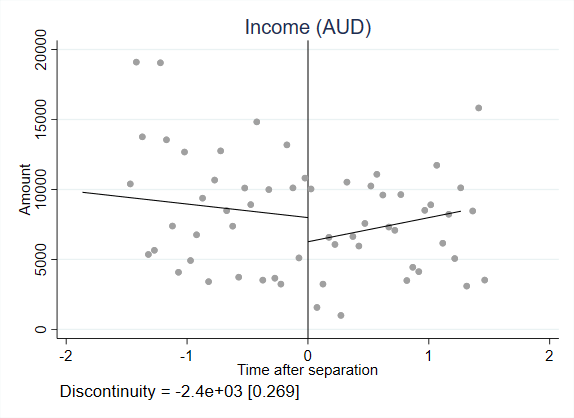 Income (AUD)
20000
15000
10000
5000
0
Amount
-2
-1
0
1
2
Time after separation
Discontinuity = -2.4e+03 [0.269]